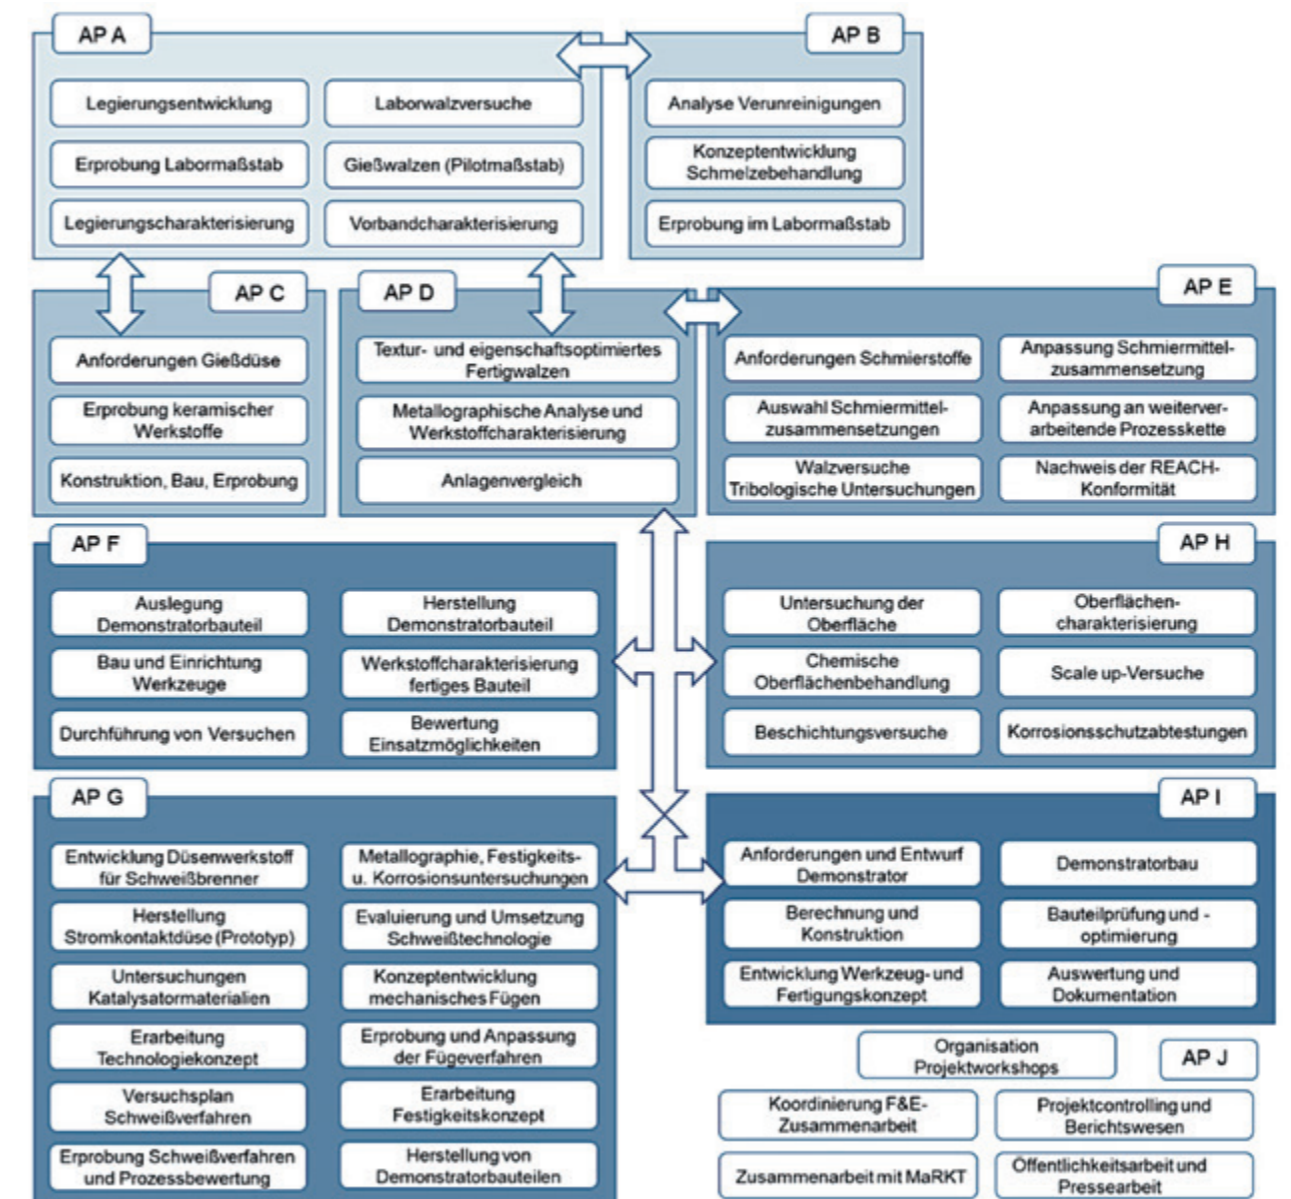 AP A
Legierungsentwicklung
Laborwalzversuche
Erprobung Labormaßstab
Gießwalzen (Pilotmaßstab)
Legierungscharakterisierung
Vorbandcharakterisierung
AP B
Analyse Verunreinigungen
Konzeptentwicklung
Schmelzebehandlung
Erprobung im Labormaßstab
AP C
Anforderungen Gießdüse
Erprobung keramischer
Werkstoffe
Konstruktion, Bau, Erprobung
AP D
Textur- und eigenschaftsoptimiertes
Fertigwalzen
Metallographische Analyse und
Werkstoffcharakterisierung
Anlagenvergleich
AP E
Anforderungen Schmierstoffe
Anpassung Schmiermittel-
zusammensetzung
Auswahl Schmiermittel-
zusammensetzungen
Anpassung an weiterver-
arbeitende Prozesskette
Walzversuche
Tribologische Untersuchungen
Nachweis der REACH-
Konformität
AP F
Auslegung
Demonstratorbauteil
Herstellung
Demonstratorbauteil
Bau und Einrichtung
Werkzeuge
Werkstoffcharakterisierung
fertiges Bauteil
Durchführung von Versuchen
Bewertung
Einsatzmöglichkeiten
AP H
Untersuchung der
Oberfläche
Oberflächen-
charakterisierung
Chemische
Oberflächenbehandlung
Scale up-Versuche
Beschichtungsversuche
Korrosionsschutzabtestungen
AP G
Entwicklung Düsenwerkstoff
für Schweißbrenner
Metallographie, Festigkeits-
u. Korrosionsuntersuchungen
Herstellung
Stromkontaktdüse (Prototyp)
Evaluierung und Umsetzung
Schweißtechnologie
Untersuchungen
Katalysatormaterialien
Konzeptentwicklung
mechanisches Fügen
Erarbeitung
Technologiekonzept
Erprobung und Anpassung
der Fügeverfahren
Versuchsplan
Schweißverfahren
Erarbeitung
Festigkeitskonzept
Erprobung Schweißverfahren
und Prozessbewertung
Herstellung von
Demonstratorbauteilen
AP I
Anforderungen und Entwurf
Demonstrator
Demonstratorbau
Berechnung und
Konstruktion
Bauteilprüfung und -
optimierung
Entwicklung Werkzeug- und
Fertigungskonzept
Auswertung und
Dokumentation
Organisation
Projektworkshops
AP J
Koordinierung F&E-
Zusammenarbeit
Projektcontrolling und
Berichtswesen
Zusammenarbeit mit MaRKT
Öffentlichkeitsarbeit und
Pressearbeit